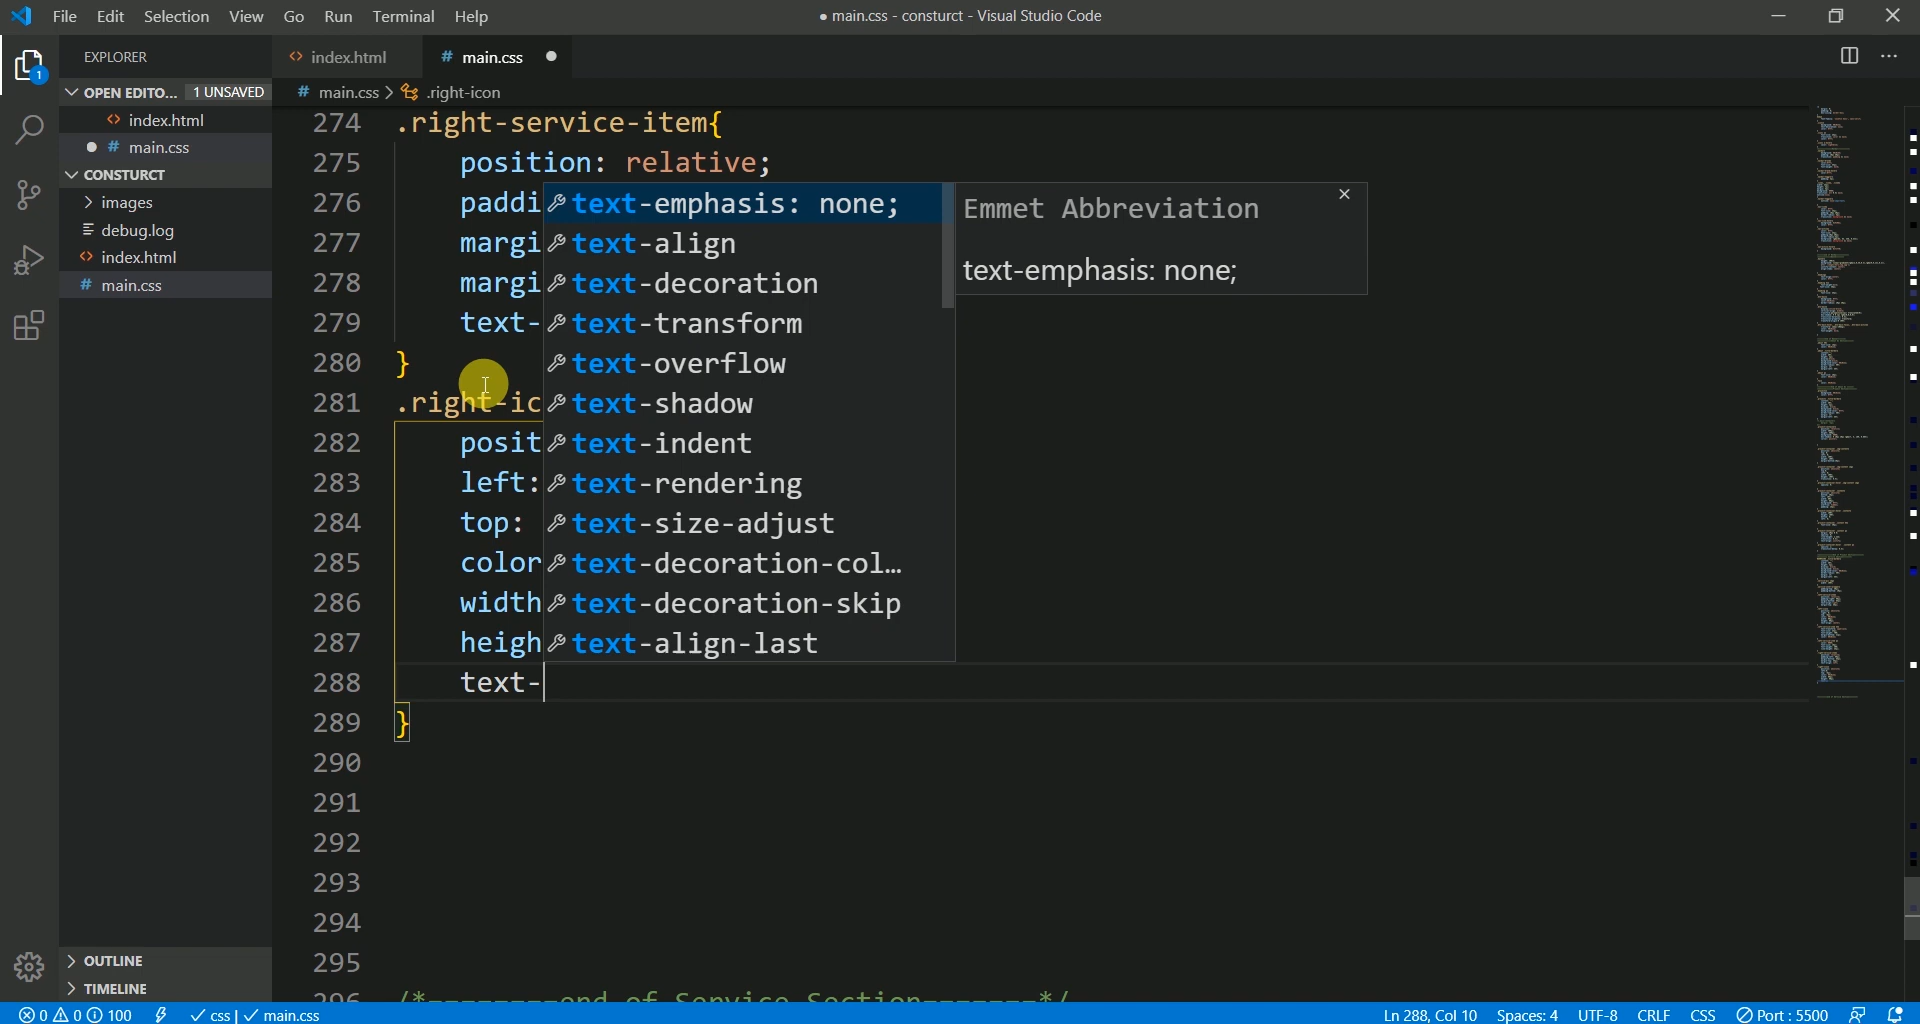 File Edit Selection View Go Run Terminal Help
● main.css - consturct - Visual Studio Code
EXPLORER
OPEN EDITO... 1 UNSAVED
<> index.html
● # main.css
CONSTURCT
> images
debug.log
<> index.html
# main.css
> OUTLINE
> TIMELINE
1
<> index.html
# main.css ●
# main.css > .right-icon
274 .right-service-item{
275 position: relative;
276 paddi
277 margi
278 margi
279 text-
280 }
281 .right-ic
282 posit
283 left:
284 top:
285 color
286 width
287 heigh
288 text-
289 }
290
291
292
293
294
295
296 /*========end of Service Section=======*/
text-emphasis: none;
text-align
text-decoration
text-transform
text-overflow
text-shadow
text-indent
text-rendering
text-size-adjust
text-decoration-col...
text-decoration-skip
text-align-last
Emmet Abbreviation
text-emphasis: none;
0 0 100 ✓ css | ✓ main.css
Ln 288, Col 10 Spaces: 4 UTF-8 CRLF CSS Port : 5500